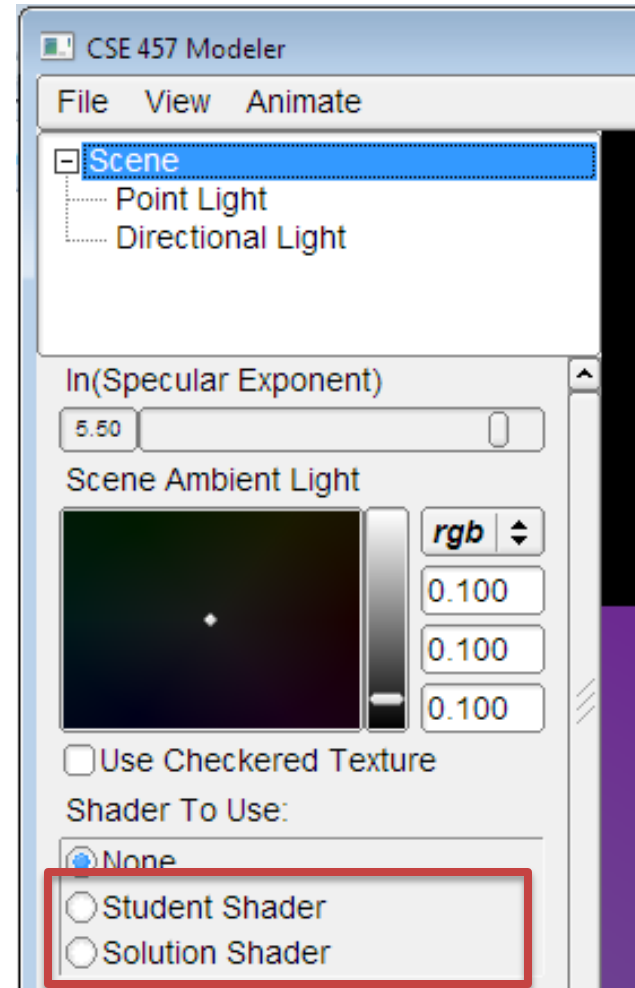 CSE 457 Modeler
File View Animate
Scene
Point Light
Directional Light
ln(Specular Exponent)
5.50
Scene Ambient Light
rgb
0.100
0.100
0.100
Use Checkered Texture
Shader To Use:
None
Student Shader
Solution Shader